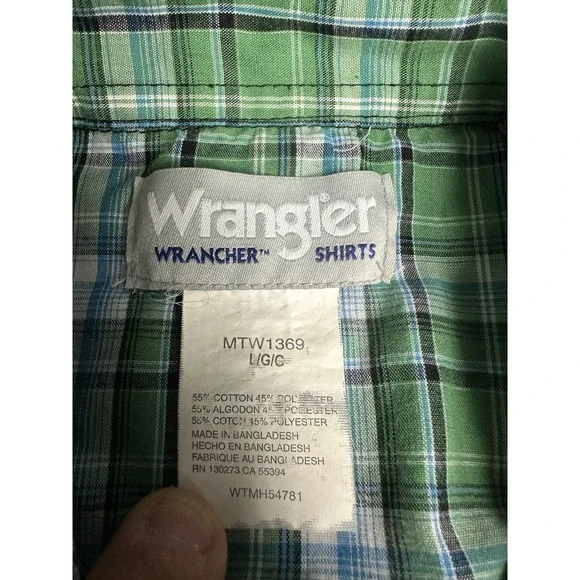 Wrangler
WRANCHER™ SHIRTS
MTW1369
L/G/C
55% COTTON 45% POLYESTER
55% ALGODON 45% POLIESTER
55% COTON 45% POLYESTER
MADE IN BANGLADESH
HECHO EN BANGLADESH
FABRIQUE AU BANGLADESH
RN 130273 CA 55394
WTMH54781